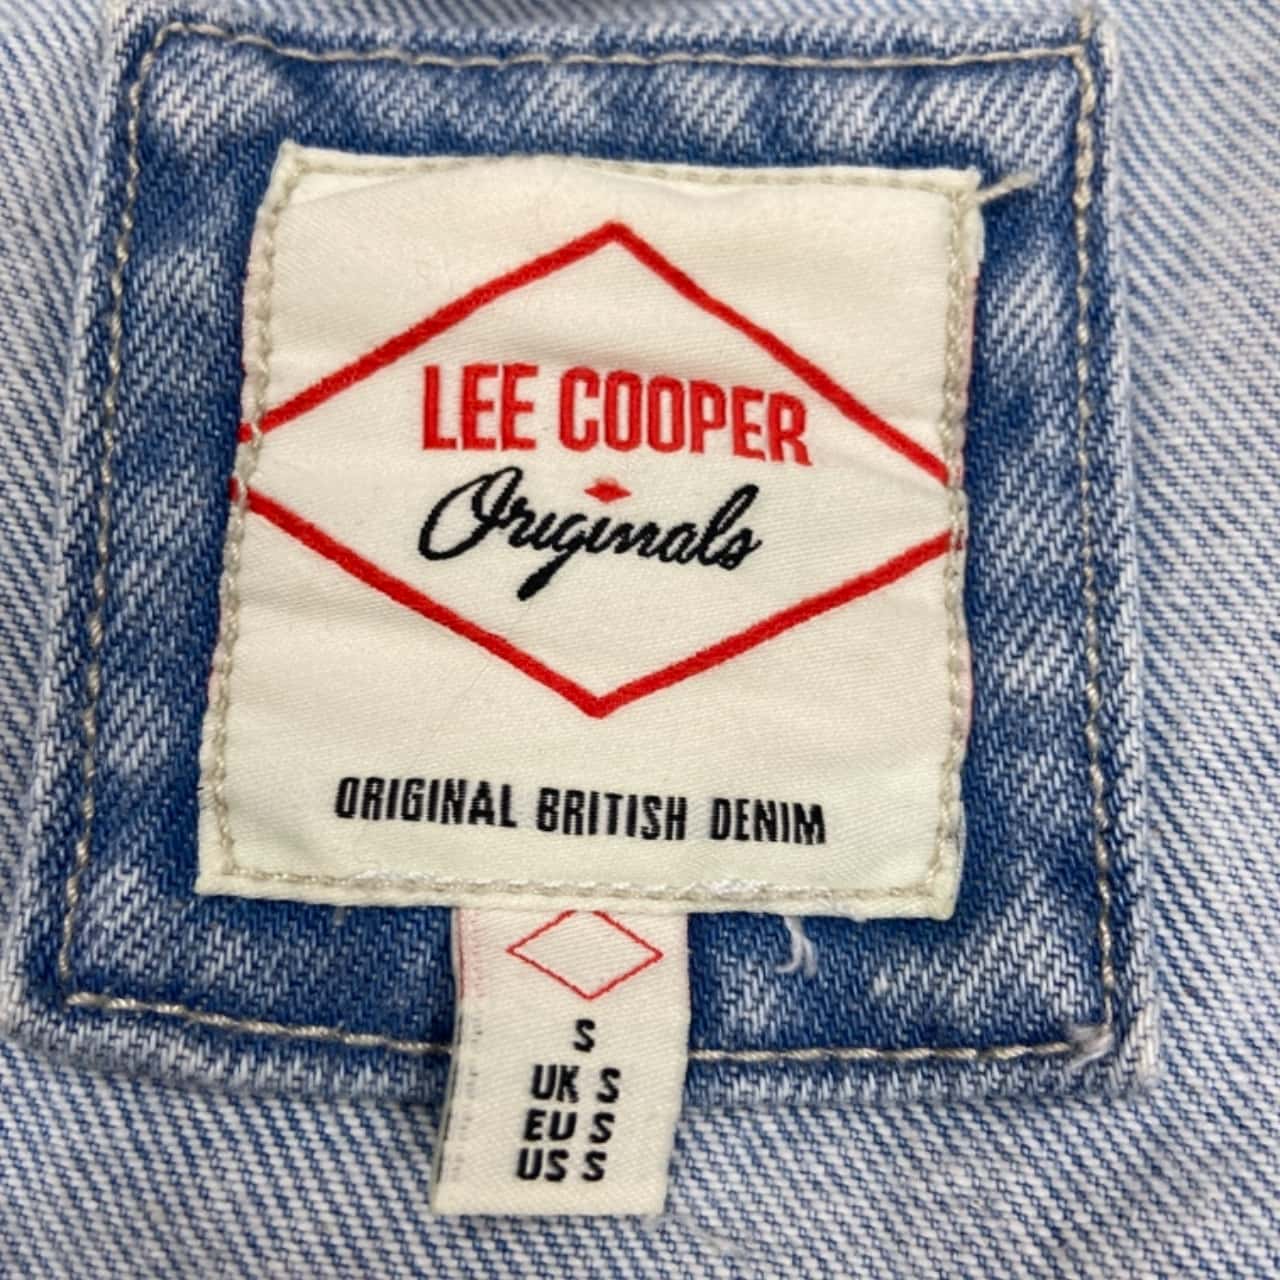 LEE COOPER
Originals
ORIGINAL BRITISH DENIM
S
UK S
EU S
US S